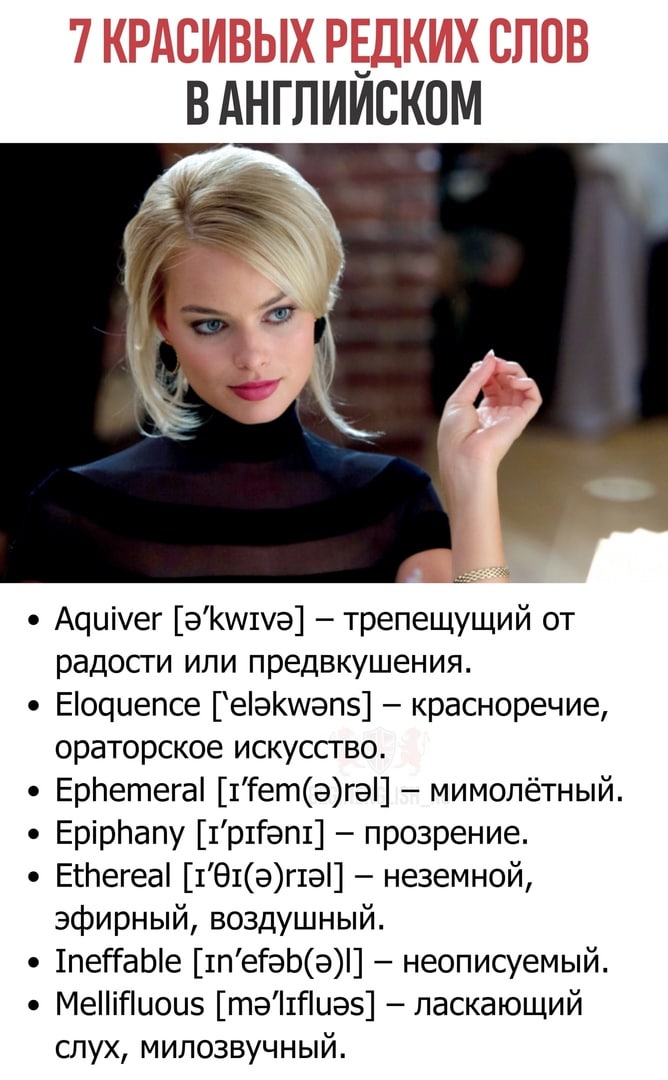 7 КРАСИВЫХ РЕДКИХ СЛОВ
В АНГЛИЙСКОМ
• Aquiver [ə'kwɪvə] – трепещущий от
радости или предвкушения.
• Eloquence [ˈeləkwəns] – красноречие,
ораторское искусство.
• Ephemeral [ɪ'fem(ə)rəl] – мимолётный.
• Epiphany [ɪ'pɪfənɪ] – прозрение.
• Ethereal [ɪ'θɪ(ə)rɪəl] – неземной,
эфирный, воздушный.
• Ineffable [ɪn'efəb(ə)l] – неописуемый.
• Mellifluous [mə'lɪfluəs] – ласкающий
слух, милозвучный.